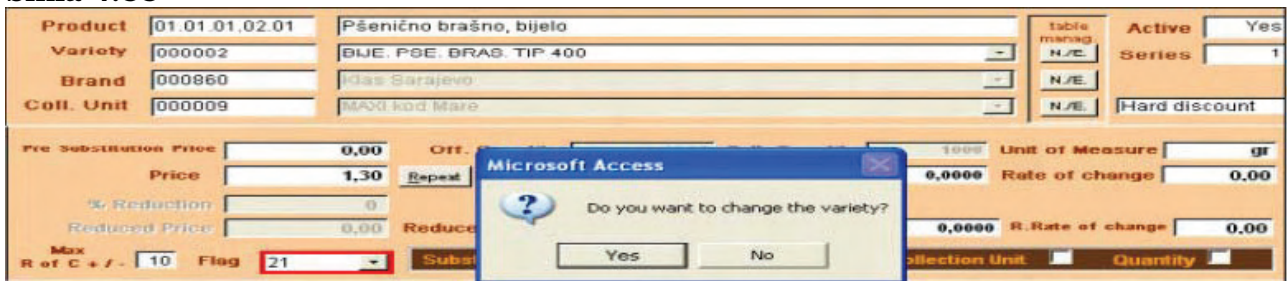 Product 01.01.01,02.01 Pšenično brašno, bijelo table manag. Active Yes
Variety 000002 BIJE. PSE. BRAS. TIP 400 N./E. Series 1
Brand 000860 Klas Sarajevo N./E.
Coll. Unit 000009 MAXI kod Mare N./E. Hard discount
Pre Substitution Price 0,00 Off. 1000 Unit of Measure gr
Microsoft Access
Price 1,30 Repeat 0,0000 Rate of change 0,00
Do you want to change the variety?
% Reduction 0
Reduced Price 0,00 Reduce 0,0000 R.Rate of change 0,00
Max
R of C + / - 10 Flag 21 Subst Yes No ollection Unit Quantity